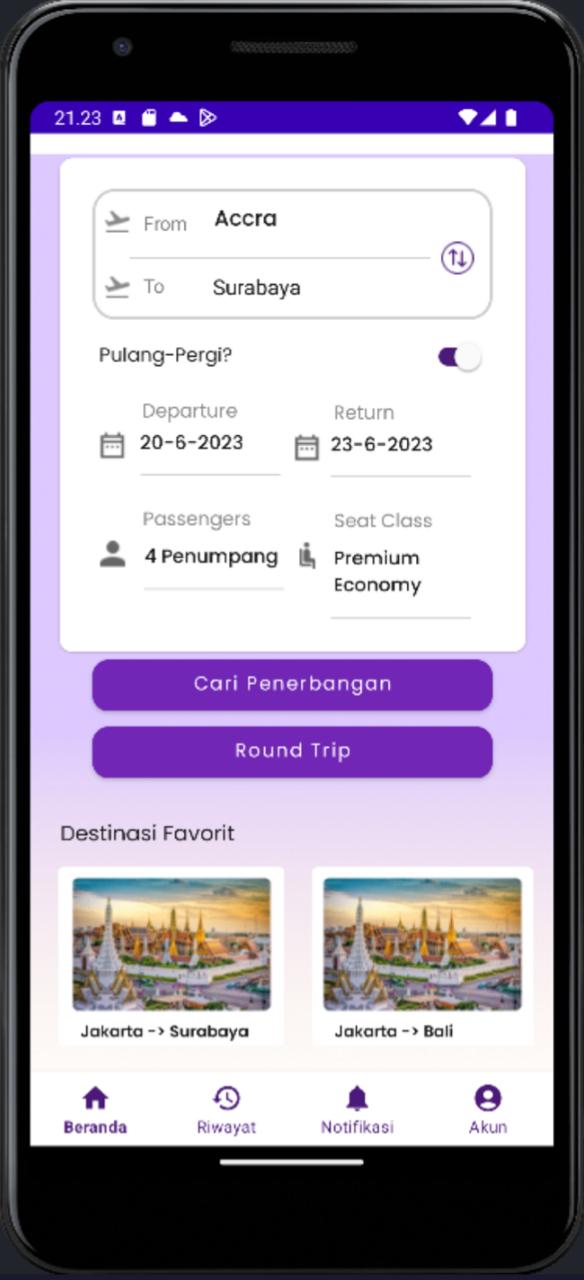 21.23
From Accra
To Surabaya
Pulang-Pergi?
Departure Return
20-6-2023 23-6-2023
Passengers Seat Class
4 Penumpang Premium
Economy
Cari Penerbangan
Round Trip
Destinasi Favorit
Jakarta -> Surabaya Jakarta -> Bali
Beranda Riwayat Notifikasi Akun